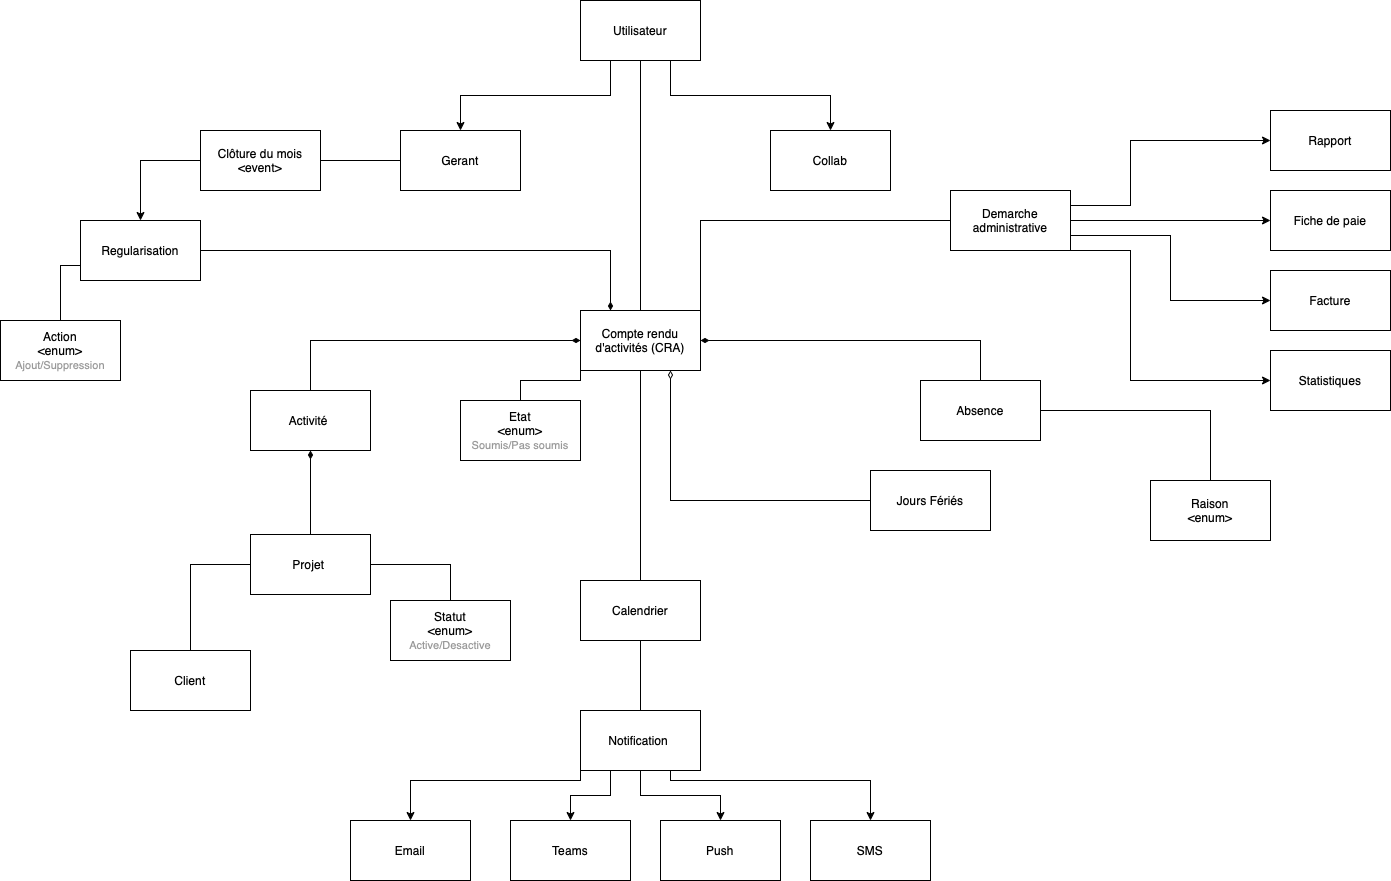 Utilisateur
Clôture du mois
<event>
Gerant
Collab
Rapport
Regularisation
Demarche
administrative
Fiche de paie
Facture
Action
<enum>
Ajout/Suppression
Compte rendu
d'activités (CRA)
Statistiques
Activité
Etat
<enum>
Soumis/Pas soumis
Absence
Jours Fériés
Raison
<enum>
Projet
Statut
<enum>
Active/Desactive
Calendrier
Client
Notification
Email
Teams
Push
SMS